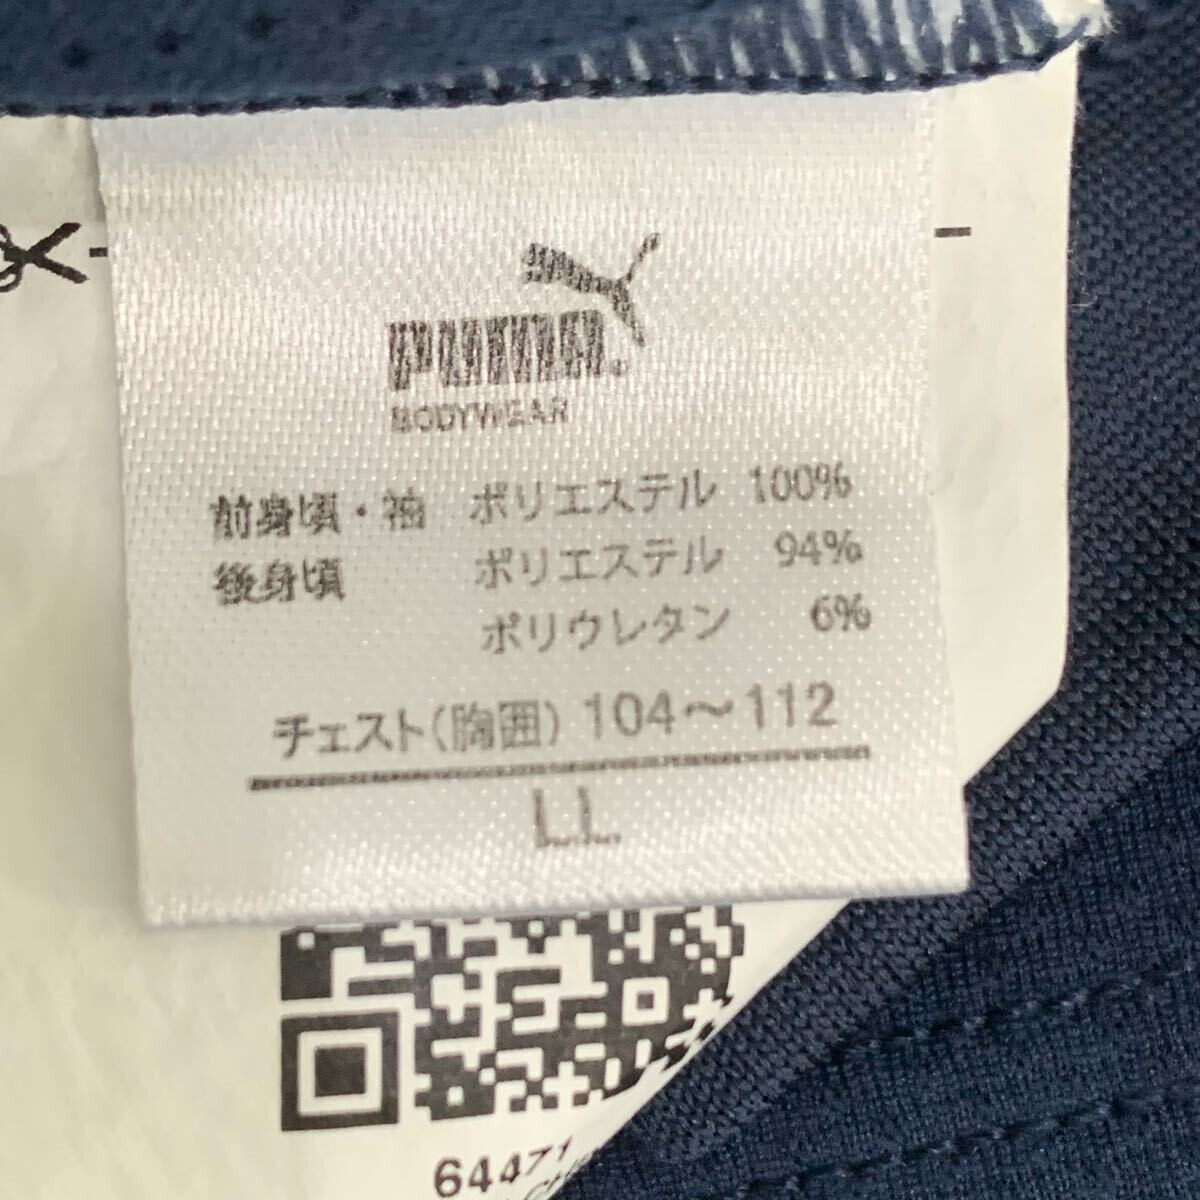 PUMA
BODYWEAR
前身頃・袖 ポリエステル 100%
後身頃 ポリエステル 94%
ポリウレタン 6%
チェスト(胸囲) 104〜112
LL
64471